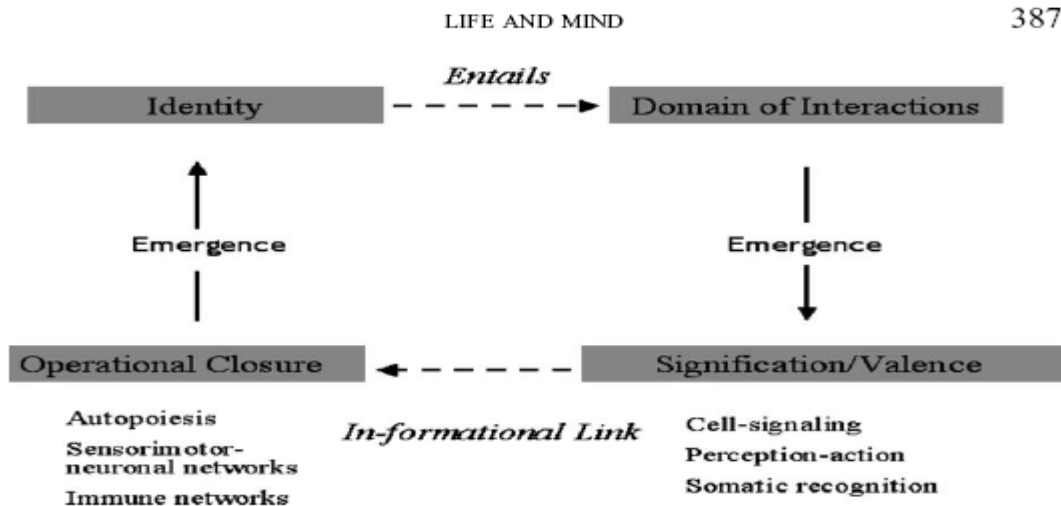 LIFE AND MIND 387
Entails
Identity Domain of Interactions
Emergence Emergence
Operational Closure Signification/Valence
In-formational Link
Autopoiesis
Sensorimotor-
neuronal networks
Immune networks
Cell-signaling
Perception-action
Somatic recognition